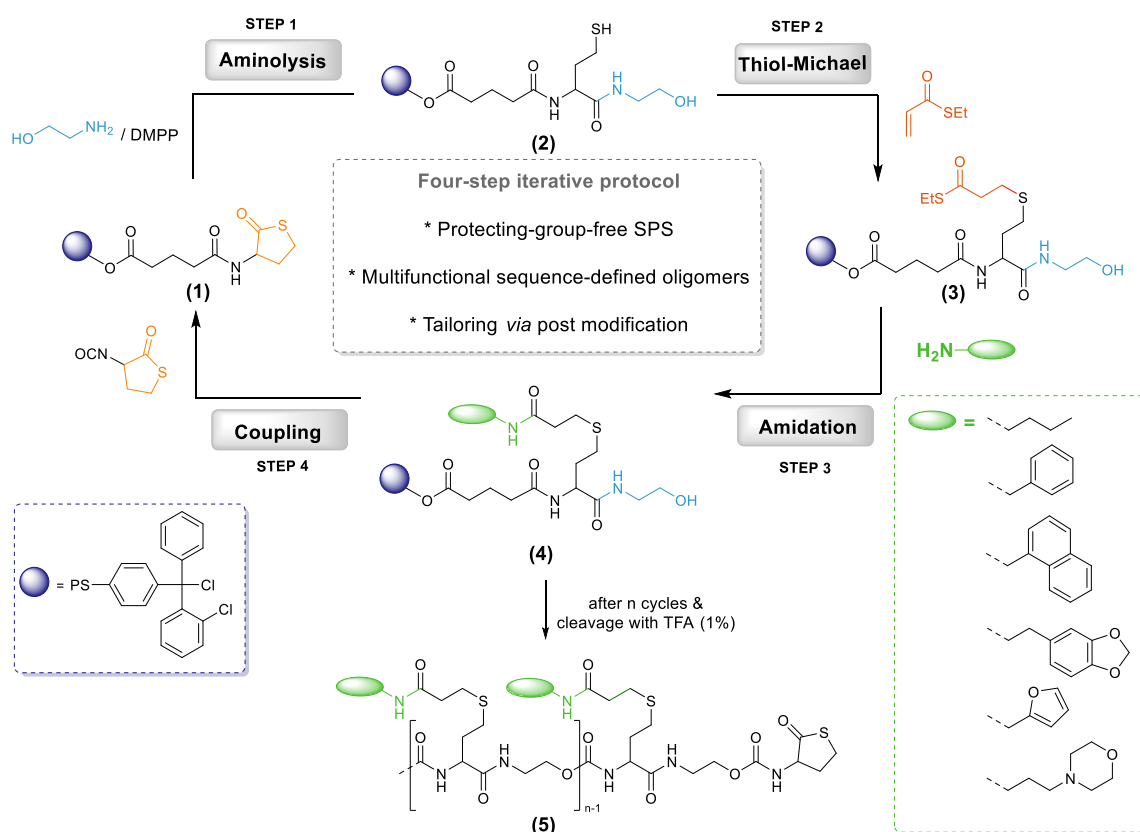 STEP 1
Aminolysis
SH
O
O
O
N
H
H
N
O
OH
(2)
STEP 2
Thiol-Michael
O
SEt
HO
NH₂ / DMPP
Four-step iterative protocol
* Protecting-group-free SPS
* Multifunctional sequence-defined oligomers
* Tailoring via post modification
O
S
O
O
O
N
H
(1)
O
EtS
S
O
O
O
N
H
H
N
O
OH
(3)
OCN
O
S
H₂N
Coupling
STEP 4
Amidation
STEP 3
O
N
H
S
O
O
O
N
H
H
N
O
OH
(4)
=
O
O
O
N
O
= PS
Cl
Cl
after n cycles &
cleavage with TFA (1%)
O
N
H
S
O
N
H
S
O
N
H
O
H
N
O
n-1
O
N
H
O
H
N
O
O
N
H
O
S
(5)